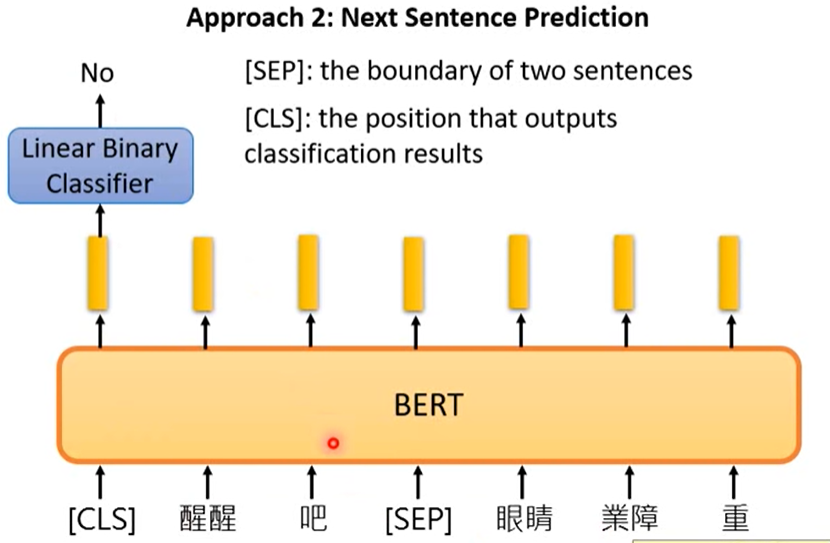 Approach 2: Next Sentence Prediction
No
[SEP]: the boundary of two sentences
[CLS]: the position that outputs
classification results
Linear Binary
Classifier
BERT
[CLS] 醒醒 吧 [SEP] 眼睛 業障 重